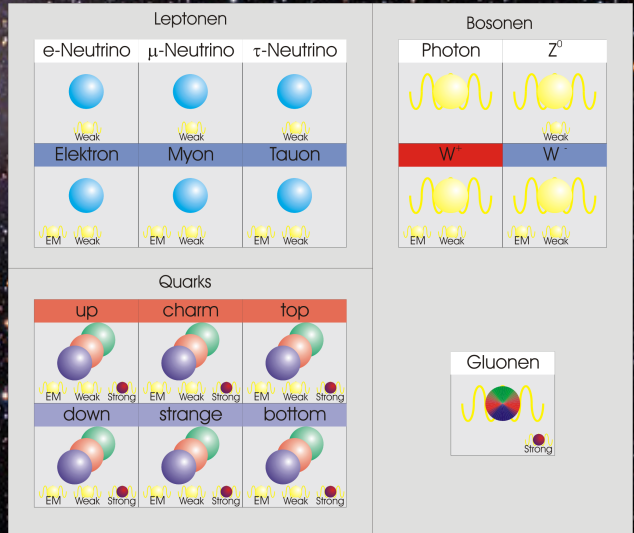 Leptonen
e-Neutrino μ-Neutrino τ-Neutrino
Weak Weak Weak
Elektron Myon Tauon
EM Weak EM Weak EM Weak
Quarks
up charm top
EM Weak Strong EM Weak Strong EM Weak Strong
down strange bottom
EM Weak Strong EM Weak Strong EM Weak Strong
Bosonen
Photon Z⁰
Weak
W⁺ W⁻
EM Weak EM Weak
Gluonen
Strong